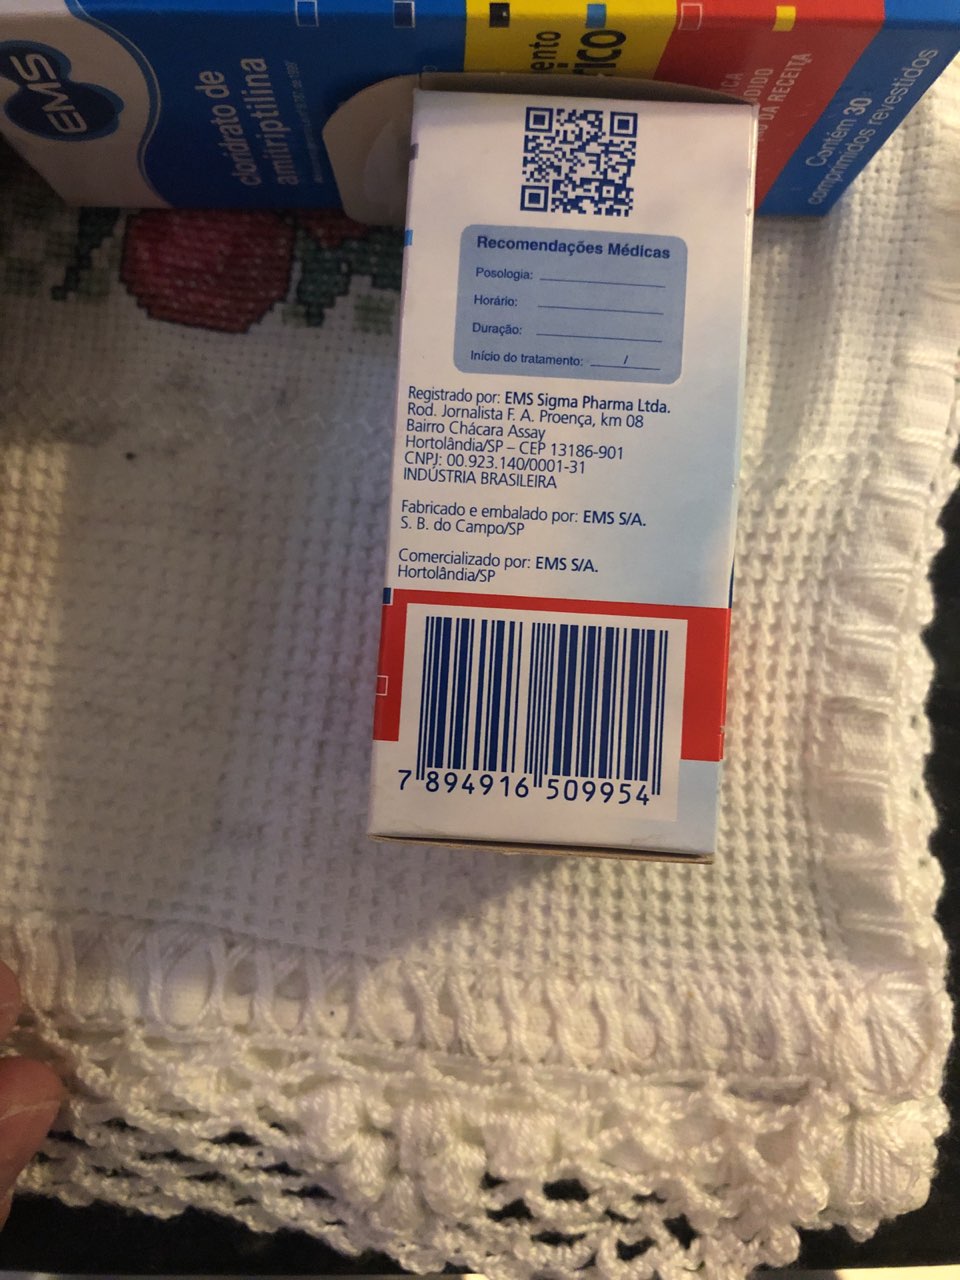 EMS
cloridrato de
amitriptilina
Contém 30
comprimidos revestidos
DA RECEITA
Recomendações Médicas
Posologia:
Horário:
Duração:
Início do tratamento: /
Registrado por: EMS Sigma Pharma Ltda.
Rod. Jornalista F. A. Proença, km 08
Bairro Chácara Assay
Hortolândia/SP – CEP 13186-901
CNPJ: 00.923.140/0001-31
INDÚSTRIA BRASILEIRA
Fabricado e embalado por: EMS S/A.
S. B. do Campo/SP
Comercializado por: EMS S/A.
Hortolândia/SP
7 894916 509954